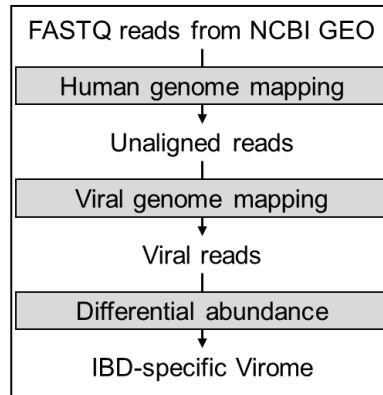 FASTQ reads from NCBI GEO
Human genome mapping
Unaligned reads
Viral genome mapping
Viral reads
Differential abundance
IBD-specific Virome